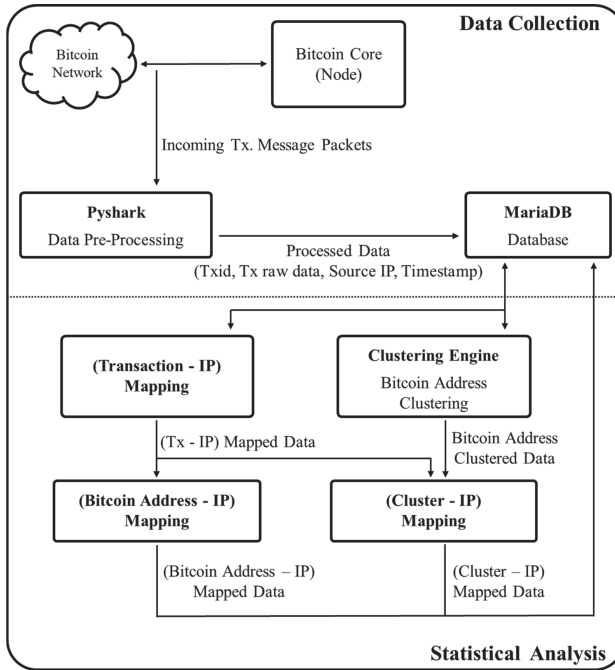 Data Collection
Bitcoin
Network
Bitcoin Core
(Node)
Incoming Tx. Message Packets
Pyshark
Data Pre-Processing
MariaDB
Database
Processed Data
(Txid, Tx raw data, Source IP, Timestamp)
(Transaction - IP)
Mapping
Clustering Engine
Bitcoin Address
Clustering
(Tx - IP) Mapped Data
Bitcoin Address
Clustered Data
(Bitcoin Address - IP)
Mapping
(Cluster - IP)
Mapping
(Bitcoin Address – IP)
Mapped Data
(Cluster – IP)
Mapped Data
Statistical Analysis